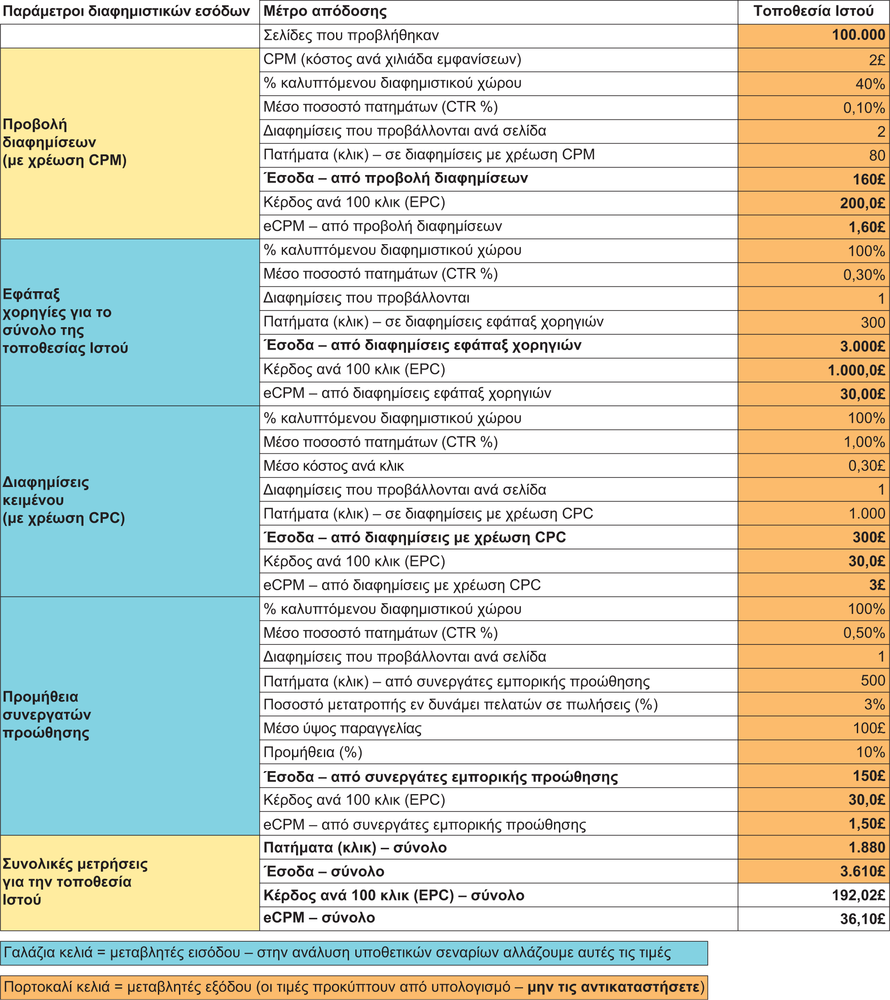 Παράμετροι διαφημιστικών εσόδων Μέτρο απόδοσης Τοποθεσία Ιστού
Σελίδες που προβλήθηκαν 100.000
Προβολή
διαφημίσεων
(με χρέωση CPM)
CPM (κόστος ανά χιλιάδα εμφανίσεων) 2£
% καλυπτόμενου διαφημιστικού χώρου 40%
Μέσο ποσοστό πατημάτων (CTR %) 0,10%
Διαφημίσεις που προβάλλονται ανά σελίδα 2
Πατήματα (κλικ) – σε διαφημίσεις με χρέωση CPM 80
Έσοδα – από προβολή διαφημίσεων 160£
Κέρδος ανά 100 κλικ (EPC) 200,0£
eCPM – από προβολή διαφημίσεων 1,60£
Εφάπαξ
χορηγίες για το
σύνολο της
τοποθεσίας Ιστού
% καλυπτόμενου διαφημιστικού χώρου 100%
Μέσο ποσοστό πατημάτων (CTR %) 0,30%
Διαφημίσεις που προβάλλονται 1
Πατήματα (κλικ) – σε διαφημίσεις εφάπαξ χορηγιών 300
Έσοδα – από διαφημίσεις εφάπαξ χορηγιών 3.000£
Κέρδος ανά 100 κλικ (EPC) 1.000,0£
eCPM – από διαφημίσεις εφάπαξ χορηγιών 30,00£
Διαφημίσεις
κειμένου
(με χρέωση CPC)
% καλυπτόμενου διαφημιστικού χώρου 100%
Μέσο ποσοστό πατημάτων (CTR %) 1,00%
Μέσο κόστος ανά κλικ 0,30£
Διαφημίσεις που προβάλλονται ανά σελίδα 1
Πατήματα (κλικ) – σε διαφημίσεις με χρέωση CPC 1.000
Έσοδα – από διαφημίσεις με χρέωση CPC 300£
Κέρδος ανά 100 κλικ (EPC) 30,0£
eCPM – από διαφημίσεις με χρέωση CPC 3£
Προμήθεια
συνεργατών
προώθησης
% καλυπτόμενου διαφημιστικού χώρου 100%
Μέσο ποσοστό πατημάτων (CTR %) 0,50%
Διαφημίσεις που προβάλλονται ανά σελίδα 1
Πατήματα (κλικ) – από συνεργάτες εμπορικής προώθησης 500
Ποσοστό μετατροπής εν δυνάμει πελατών σε πωλήσεις (%) 3%
Μέσο ύψος παραγγελίας 100£
Προμήθεια (%) 10%
Έσοδα – από συνεργάτες εμπορικής προώθησης 150£
Κέρδος ανά 100 κλικ (EPC) 30,0£
eCPM – από συνεργάτες εμπορικής προώθησης 1,50£
Συνολικές μετρήσεις
για την τοποθεσία
Ιστού
Πατήματα (κλικ) – σύνολο 1.880
Έσοδα – σύνολο 3.610£
Κέρδος ανά 100 κλικ (EPC) – σύνολο 192,02£
eCPM – σύνολο 36,10£
Γαλάζια κελιά = μεταβλητές εισόδου – στην ανάλυση υποθετικών σεναρίων αλλάζουμε αυτές τις τιμές
Πορτοκαλί κελιά = μεταβλητές εξόδου (οι τιμές προκύπτουν από υπολογισμό – μην τις αντικαταστήσετε)